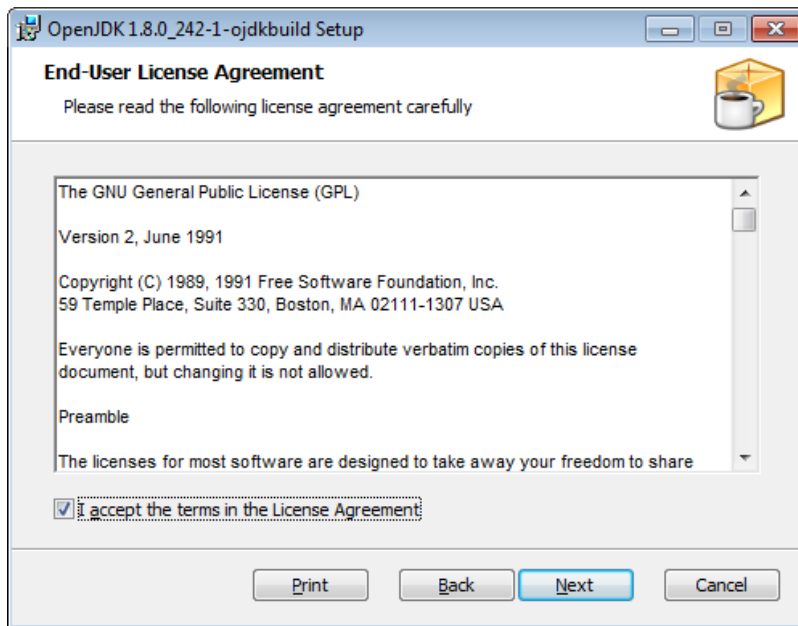 OpenJDK 1.8.0_242-1-ojdkbuild Setup
End-User License Agreement
Please read the following license agreement carefully
The GNU General Public License (GPL)
Version 2, June 1991
Copyright (C) 1989, 1991 Free Software Foundation, Inc.
59 Temple Place, Suite 330, Boston, MA 02111-1307 USA
Everyone is permitted to copy and distribute verbatim copies of this license
document, but changing it is not allowed.
Preamble
The licenses for most software are designed to take away your freedom to share
I accept the terms in the License Agreement
Print Back Next Cancel